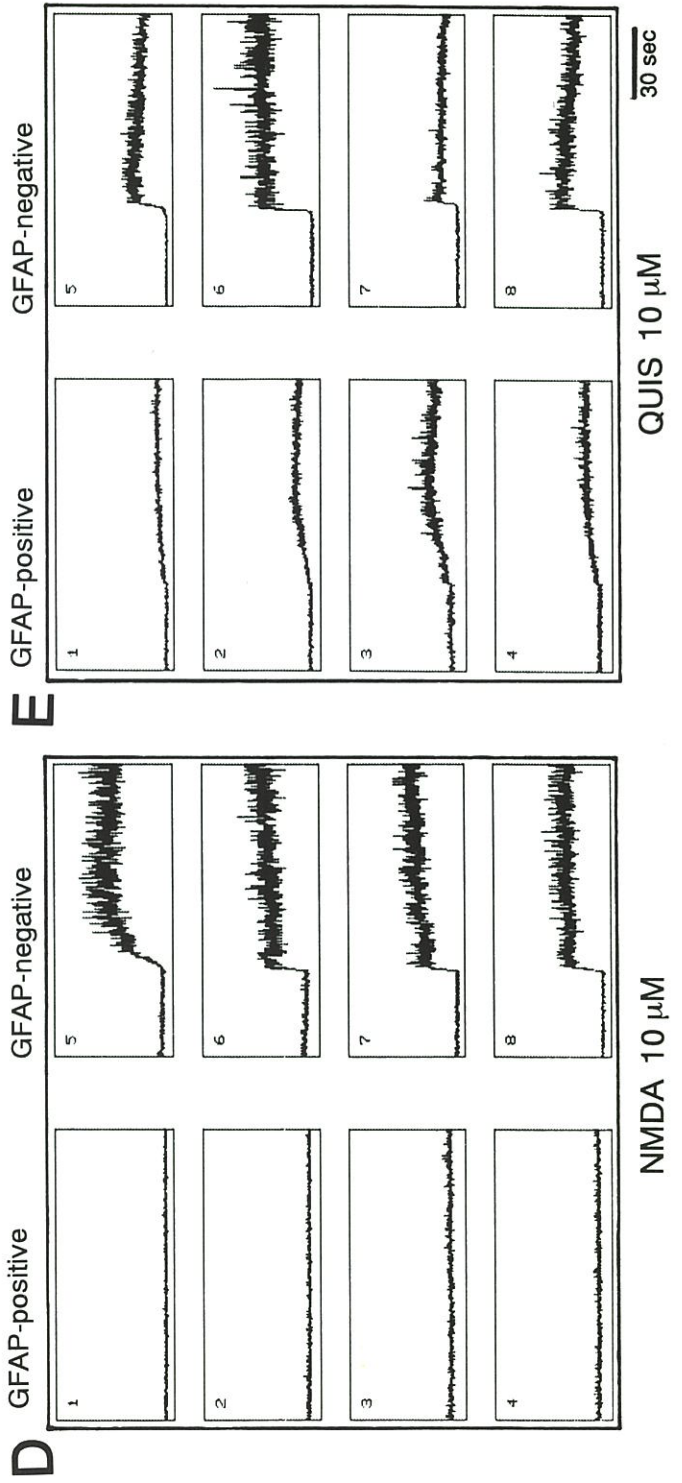 D
GFAP-positive GFAP-negative
1 5
2 6
3 7
4 8
NMDA 10 µM
E
GFAP-positive GFAP-negative
1 5
2 6
3 7
4 8
30 sec
QUIS 10 µM